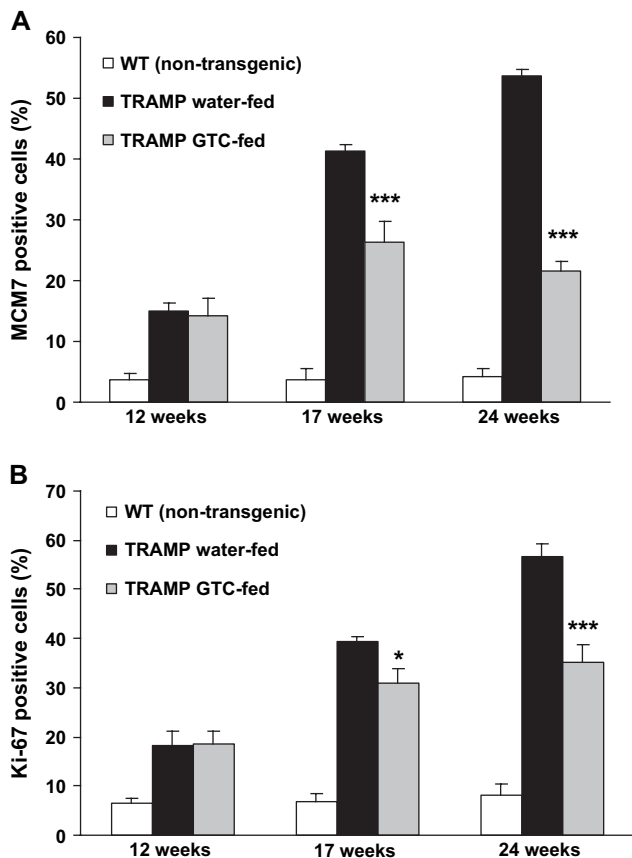 A
60
50
40
30
20
10
0
MCM7 positive cells (%)
WT (non-transgenic)
TRAMP water-fed
TRAMP GTC-fed
***
***
12 weeks
17 weeks
24 weeks
B
70
60
50
40
30
20
10
0
Ki-67 positive cells (%)
WT (non-transgenic)
TRAMP water-fed
TRAMP GTC-fed
*
***
12 weeks
17 weeks
24 weeks